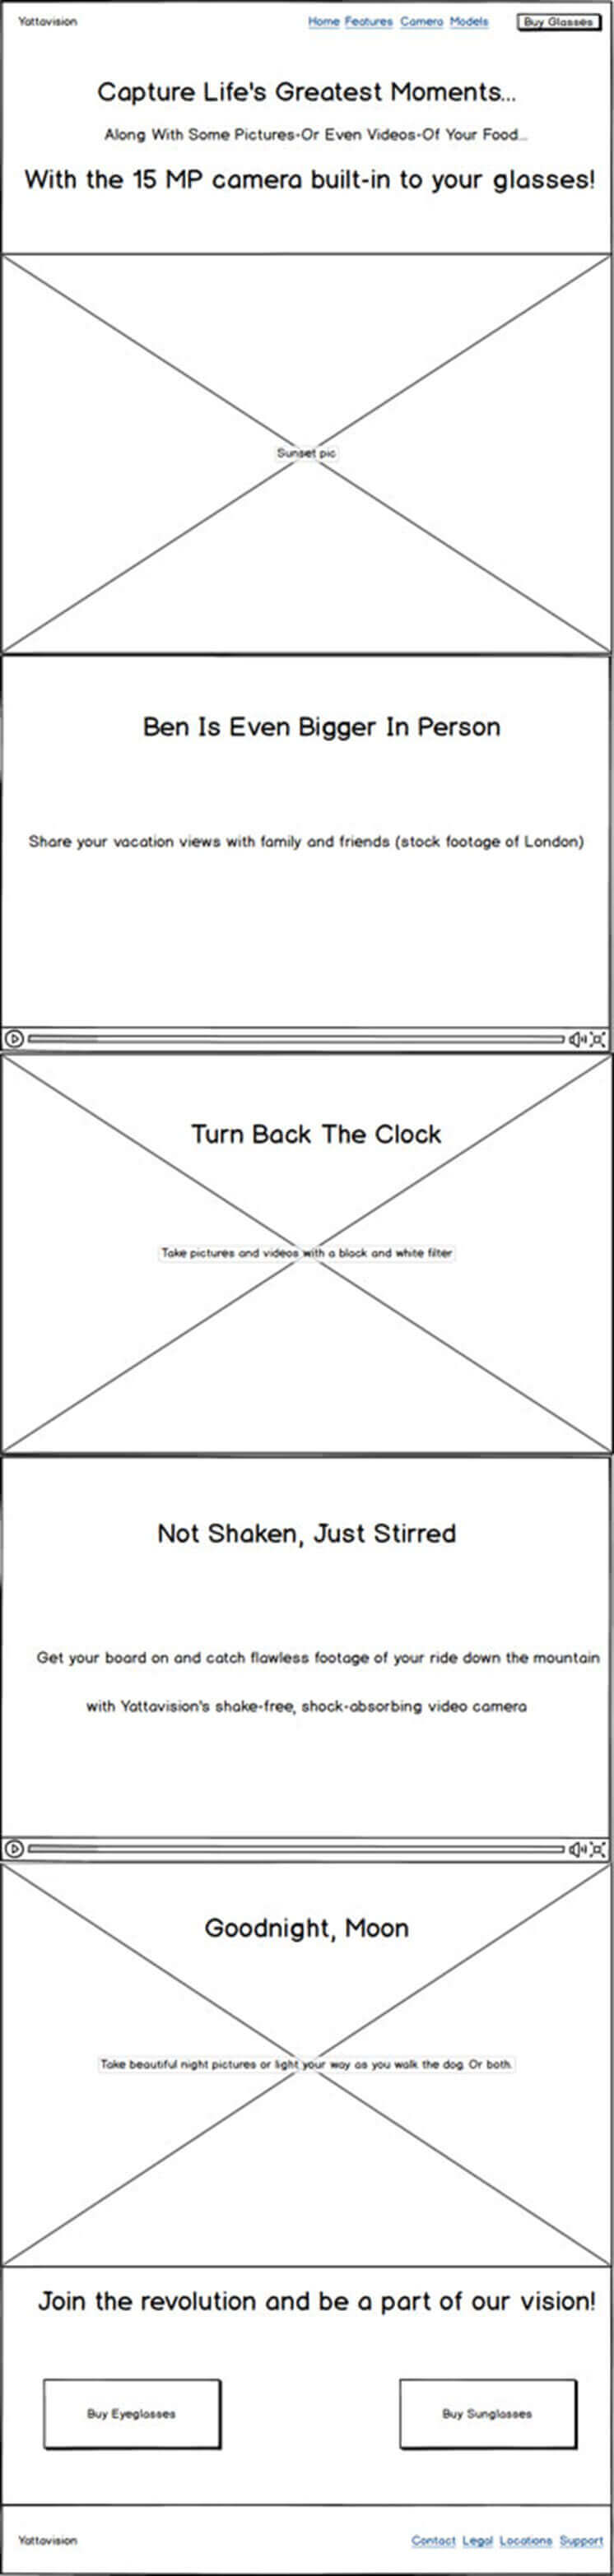 Yattavision
Home Features Camera Models
Buy Glasses
Capture Life's Greatest Moments...
Along With Some Pictures-Or Even Videos-Of Your Food...
With the 15 MP camera built-in to your glasses!
Sunset pic
Ben Is Even Bigger In Person
Share your vacation views with family and friends (stock footage of London)
Turn Back The Clock
Take pictures and videos with a black and white filter
Not Shaken, Just Stirred
Get your board on and catch flawless footage of your ride down the mountain
with Yattavision's shake-free, shock-absorbing video camera
Goodnight, Moon
Take beautiful night pictures or light your way as you walk the dog. Or both.
Join the revolution and be a part of our vision!
Buy Eyeglasses
Buy Sunglasses
Yattavision
Contact Legal Locations Support